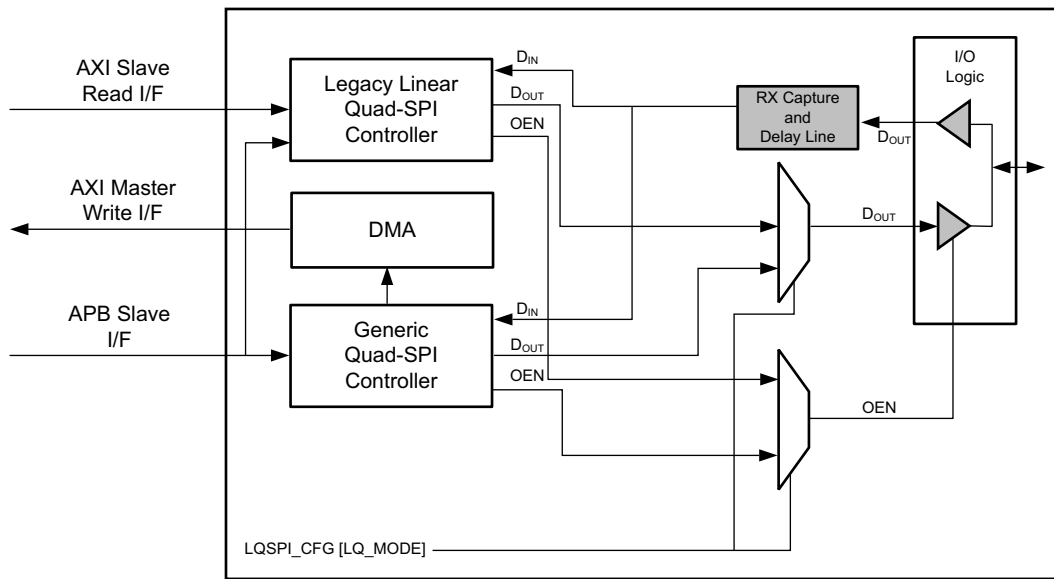 AXI Slave
Read I/F
AXI Master
Write I/F
APB Slave
I/F
Legacy Linear
Quad-SPI
Controller
DMA
Generic
Quad-SPI
Controller
DIN
DOUT
OEN
DIN
DOUT
OEN
RX Capture
and
Delay Line
I/O
Logic
DOUT
DOUT
OEN
LQSPI_CFG [LQ_MODE]